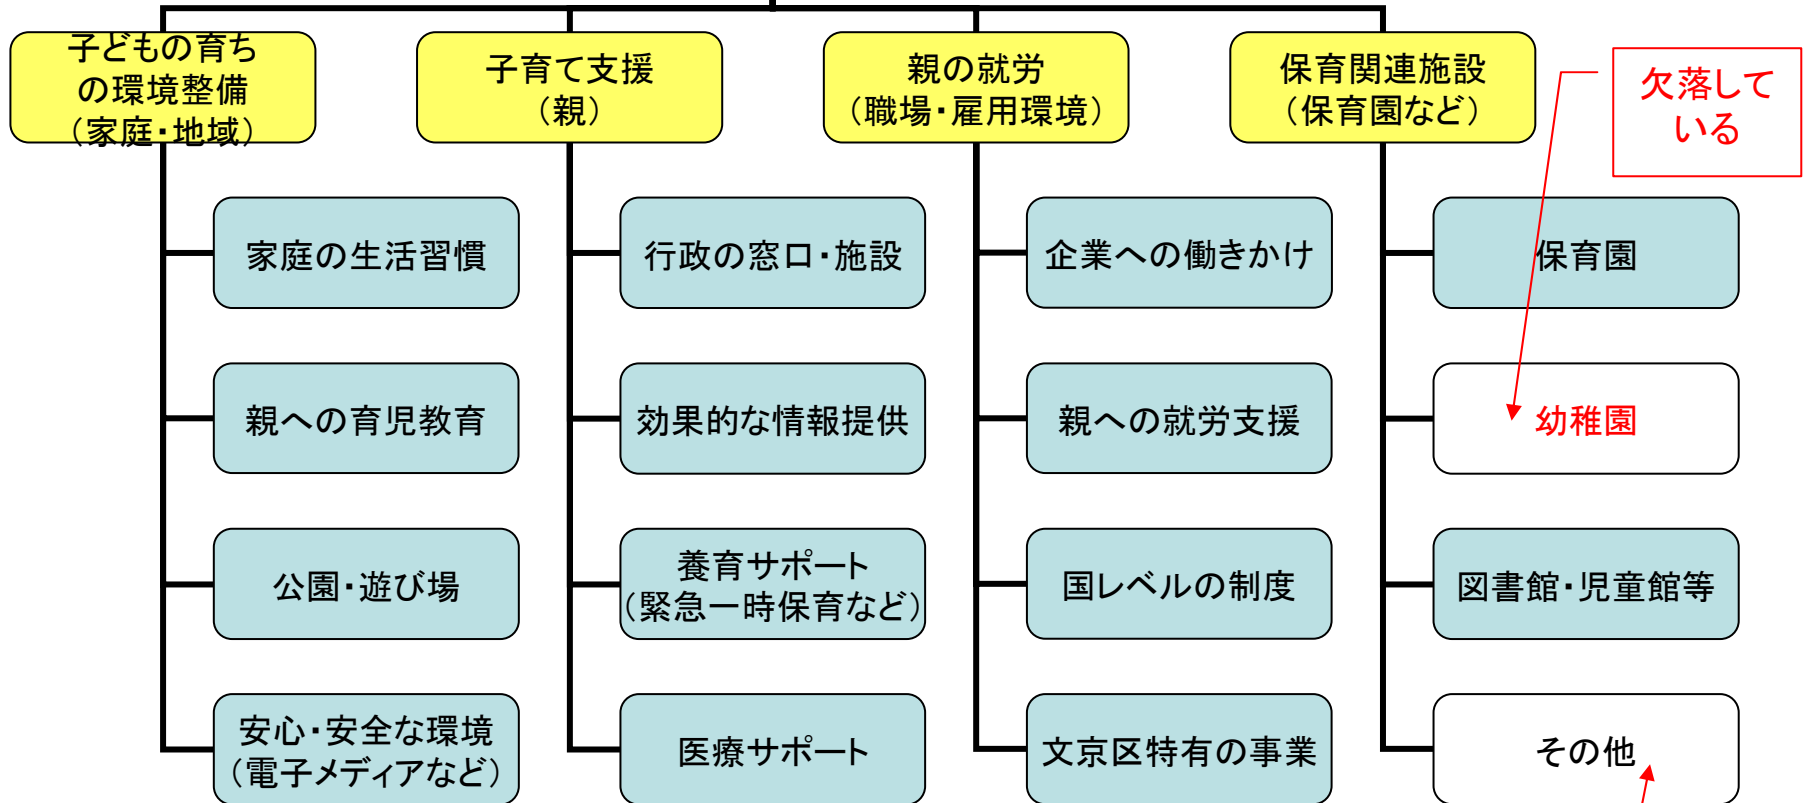 子どもの育ち
の環境整備
（家庭・地域）
子育て支援
（親）
親の就労
（職場・雇用環境）
保育関連施設
（保育園など）
欠落して
いる
家庭の生活習慣
行政の窓口・施設
企業への働きかけ
保育園
親への育児教育
効果的な情報提供
親への就労支援
幼稚園
公園・遊び場
養育サポート
（緊急一時保育など）
国レベルの制度
図書館・児童館等
安心・安全な環境
（電子メディアなど）
医療サポート
文京区特有の事業
その他